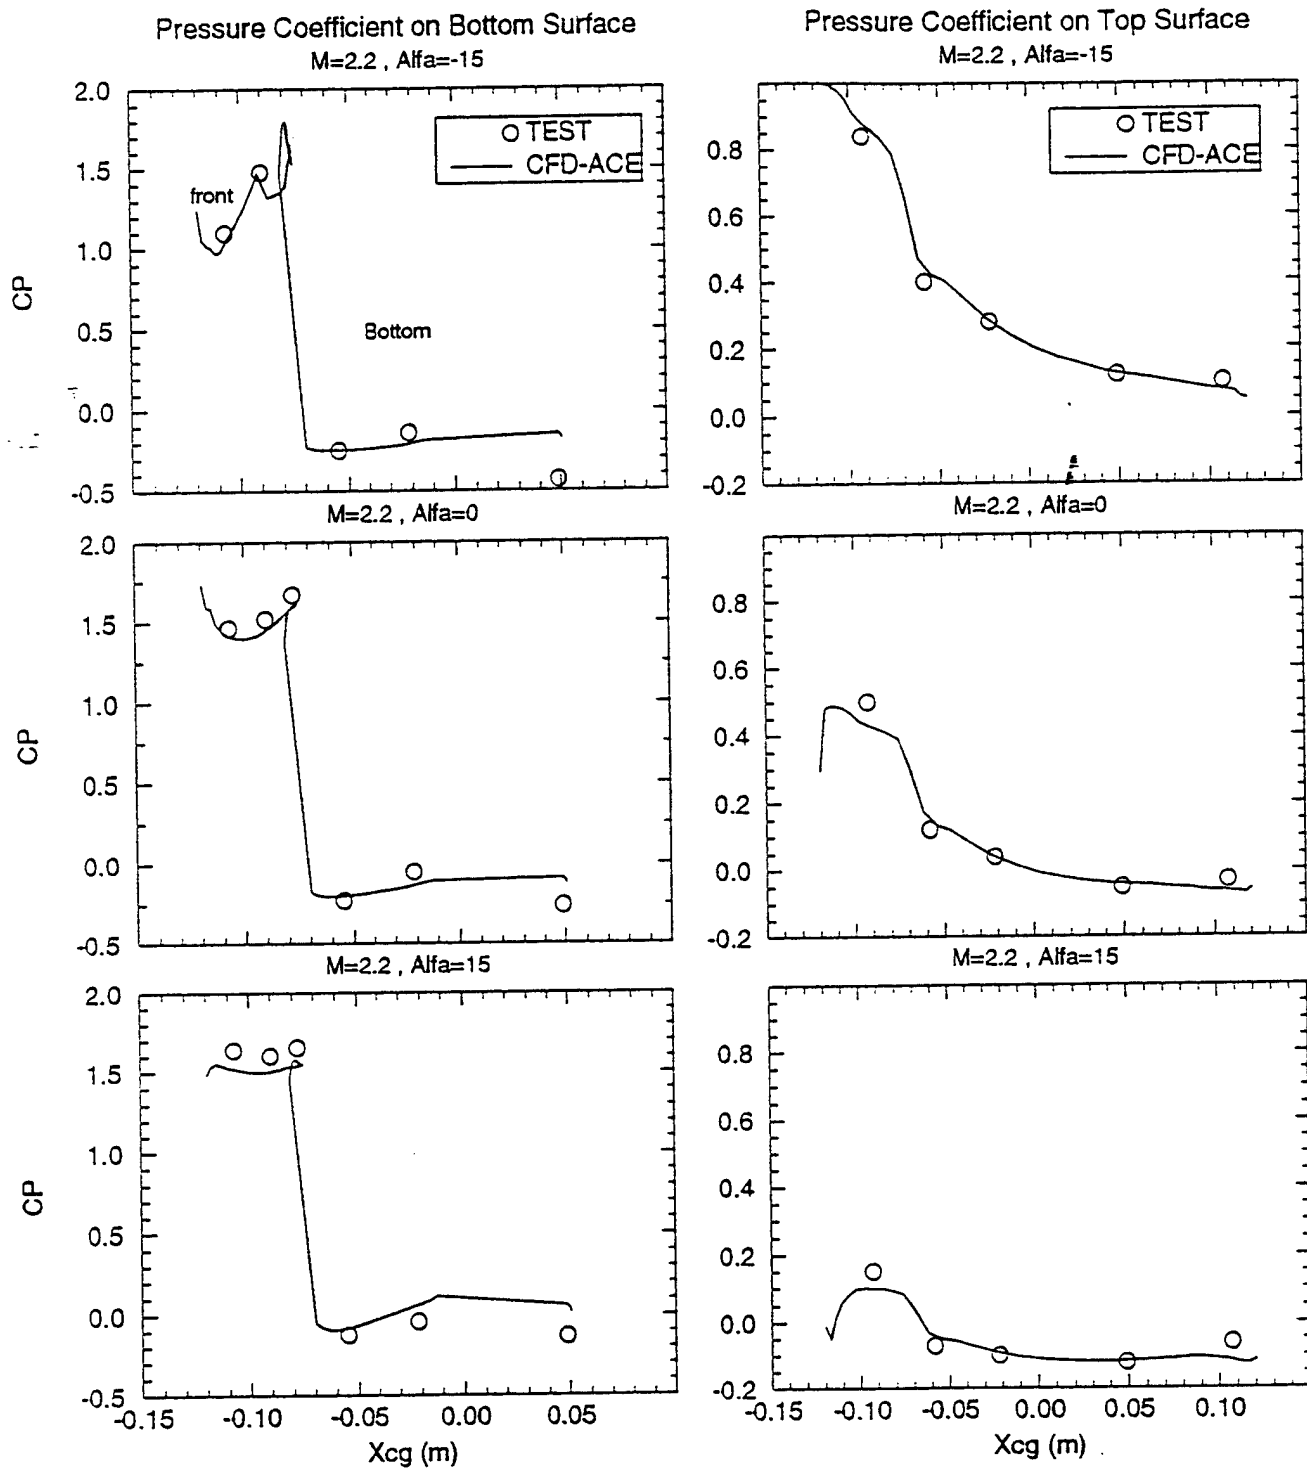 Pressure Coefficient on Bottom Surface
M=2.2 , Alfa=-15
2.0
1.5
1.0
0.5
0.0
-0.5
CP
TEST
CFD-ACE
front
Bottom
Pressure Coefficient on Top Surface
M=2.2 , Alfa=-15
0.8
0.6
0.4
0.2
0.0
-0.2
TEST
CFD-ACE
M=2.2 , Alfa=0
2.0
1.5
1.0
0.5
0.0
-0.5
CP
M=2.2 , Alfa=0
0.8
0.6
0.4
0.2
0.0
-0.2
M=2.2 , Alfa=15
2.0
1.5
1.0
0.5
0.0
-0.5
CP
-0.15 -0.10 -0.05 0.00 0.05
Xcg (m)
M=2.2 , Alfa=15
0.8
0.6
0.4
0.2
0.0
-0.2
-0.15 -0.10 -0.05 0.00 0.05 0.10
Xcg (m)